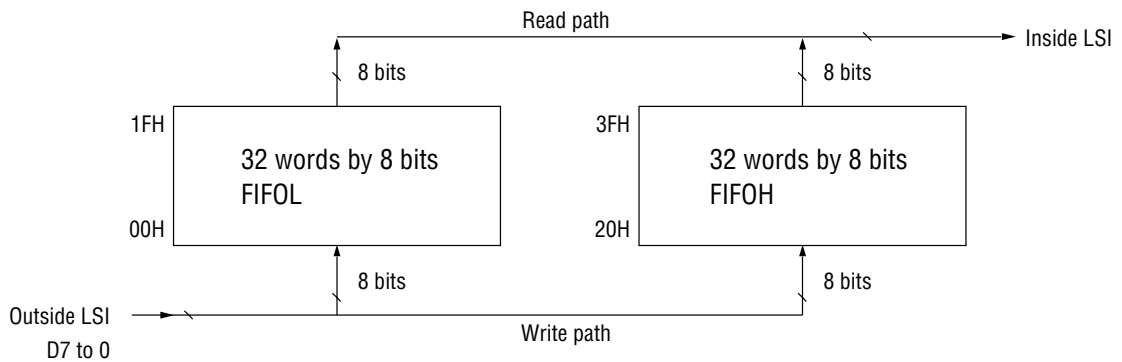 Read path
Inside LSI
8 bits
8 bits
1FH
3FH
32 words by 8 bits
FIFOL
32 words by 8 bits
FIFOH
00H
20H
8 bits
8 bits
Outside LSI
D7 to 0
Write path